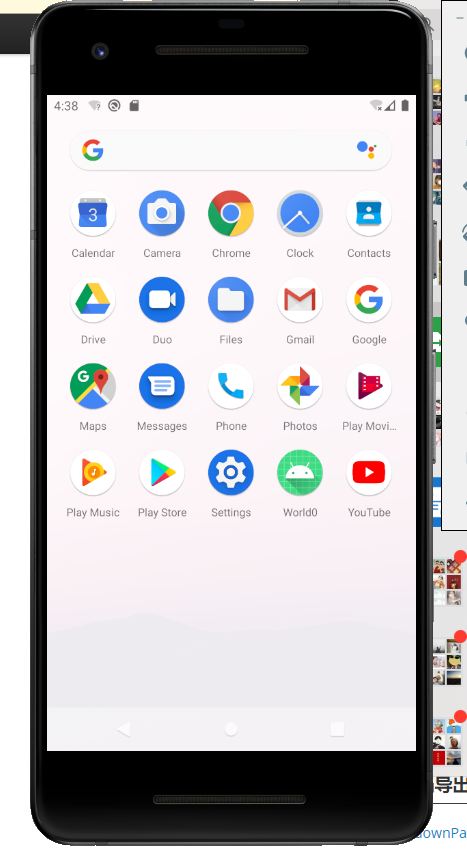 4:38
3
Calendar
Camera
Chrome
Clock
Contacts
Drive
Duo
Files
Gmail
Google
Maps
Messages
Phone
Photos
Play Movi...
Play Music
Play Store
Settings
World0
YouTube
导出
downPa